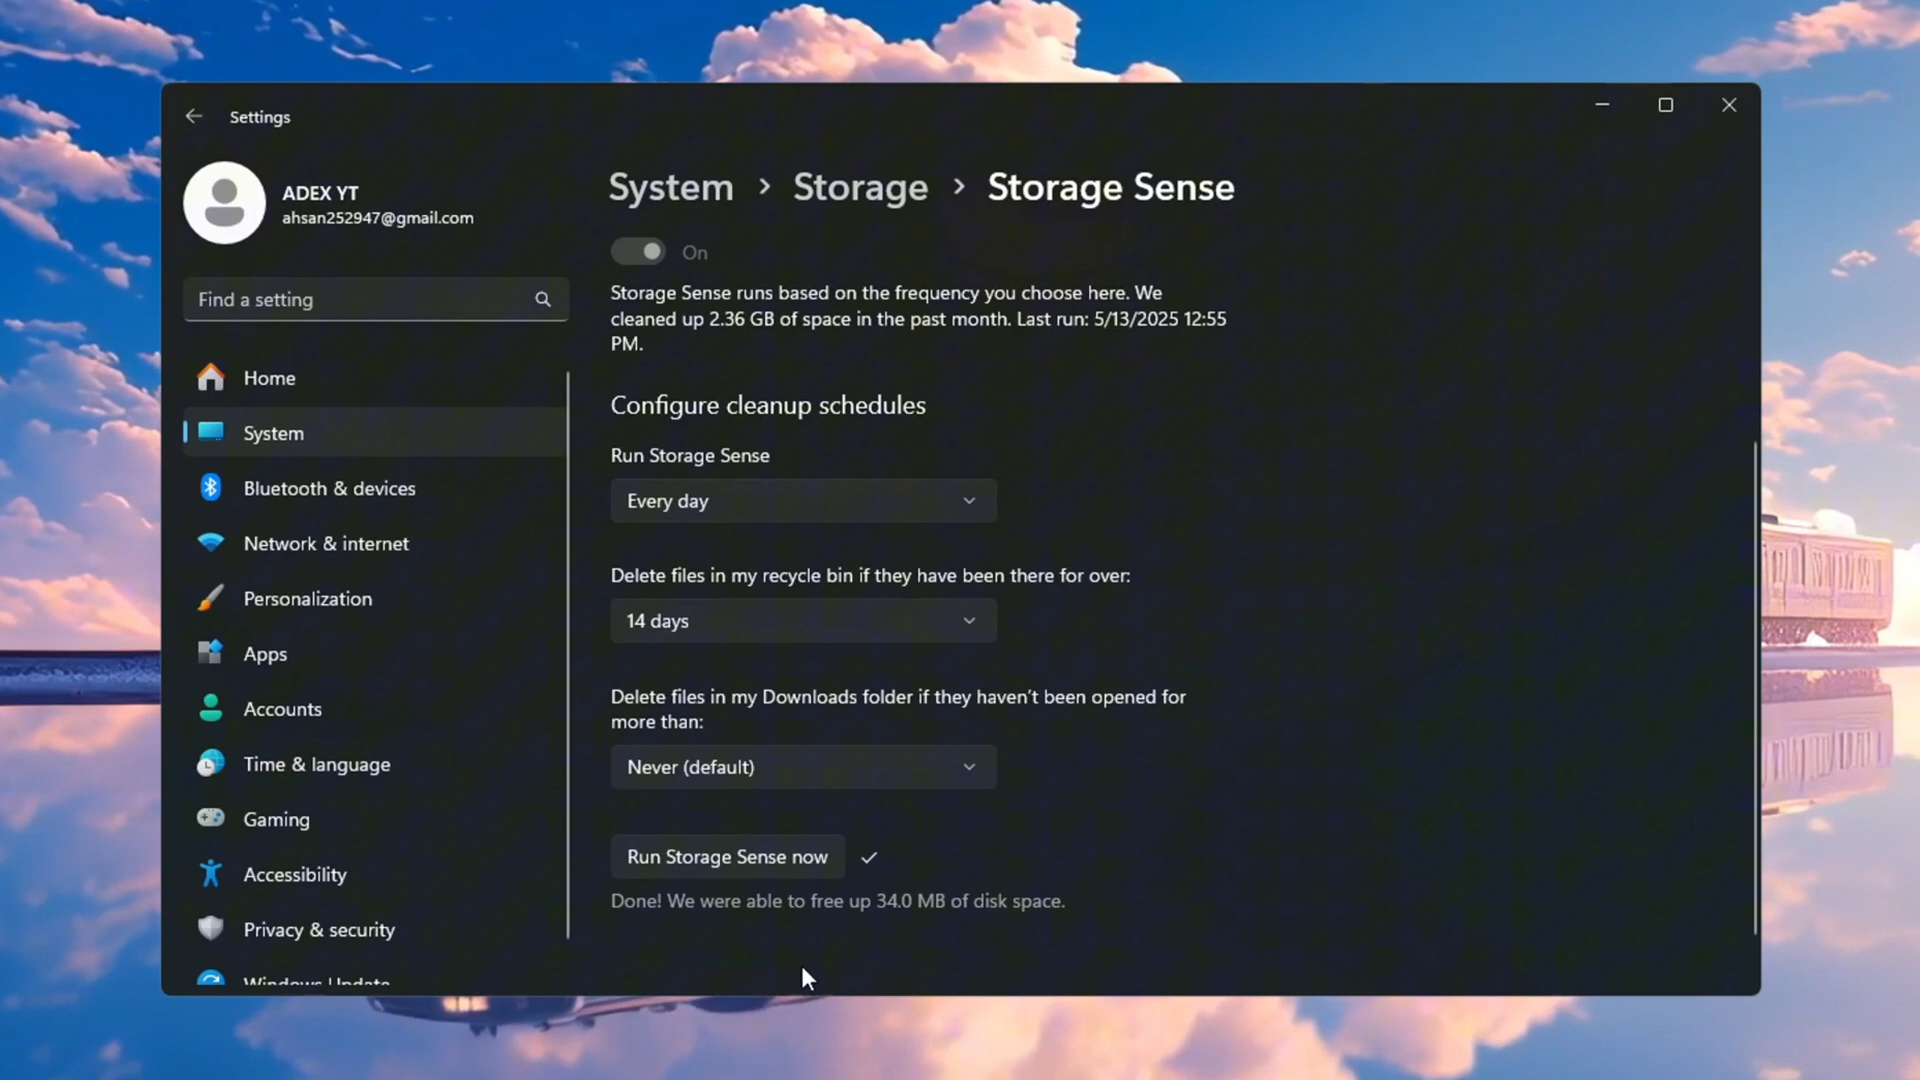 Settings
ADEX YT
ahsan252947@gmail.com
Find a setting
Home
System
Bluetooth & devices
Network & internet
Personalization
Apps
Accounts
Time & language
Gaming
Accessibility
Privacy & security
Windows Update
System > Storage > Storage Sense
On
Storage Sense runs based on the frequency you choose here. We
cleaned up 2.36 GB of space in the past month. Last run: 5/13/2025 12:55
PM.
Configure cleanup schedules
Run Storage Sense
Every day
Delete files in my recycle bin if they have been there for over:
14 days
Delete files in my Downloads folder if they haven't been opened for
more than:
Never (default)
Run Storage Sense now
Done! We were able to free up 34.0 MB of disk space.